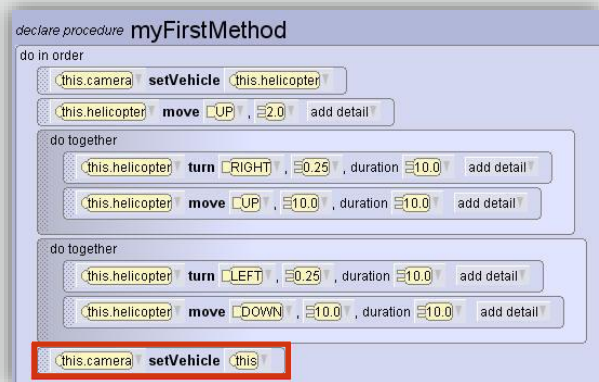 declare procedure myFirstMethod
do in order
this.camera setVehicle this.helicopter
this.helicopter move UP , 2.0 add detail
do together
this.helicopter turn RIGHT , 0.25 , duration 10.0 add detail
this.helicopter move UP , 10.0 , duration 10.0 add detail
do together
this.helicopter turn LEFT , 0.25 , duration 10.0 add detail
this.helicopter move DOWN , 10.0 , duration 10.0 add detail
this.camera setVehicle this